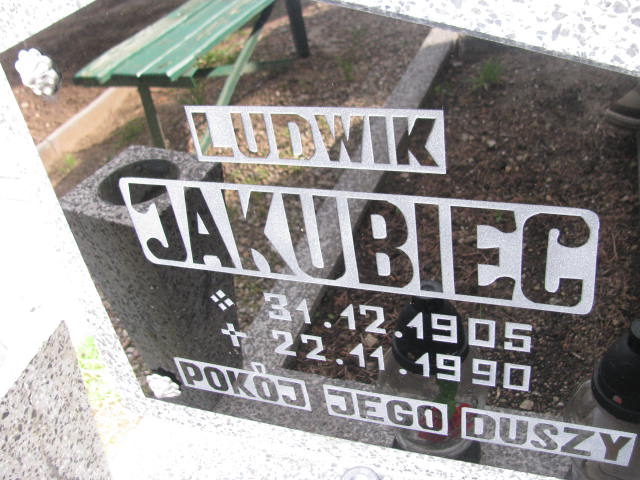 LUDWIK
JAKUBIEC
31.12.1905
22.11.1990
POKÓJ JEGO DUSZY